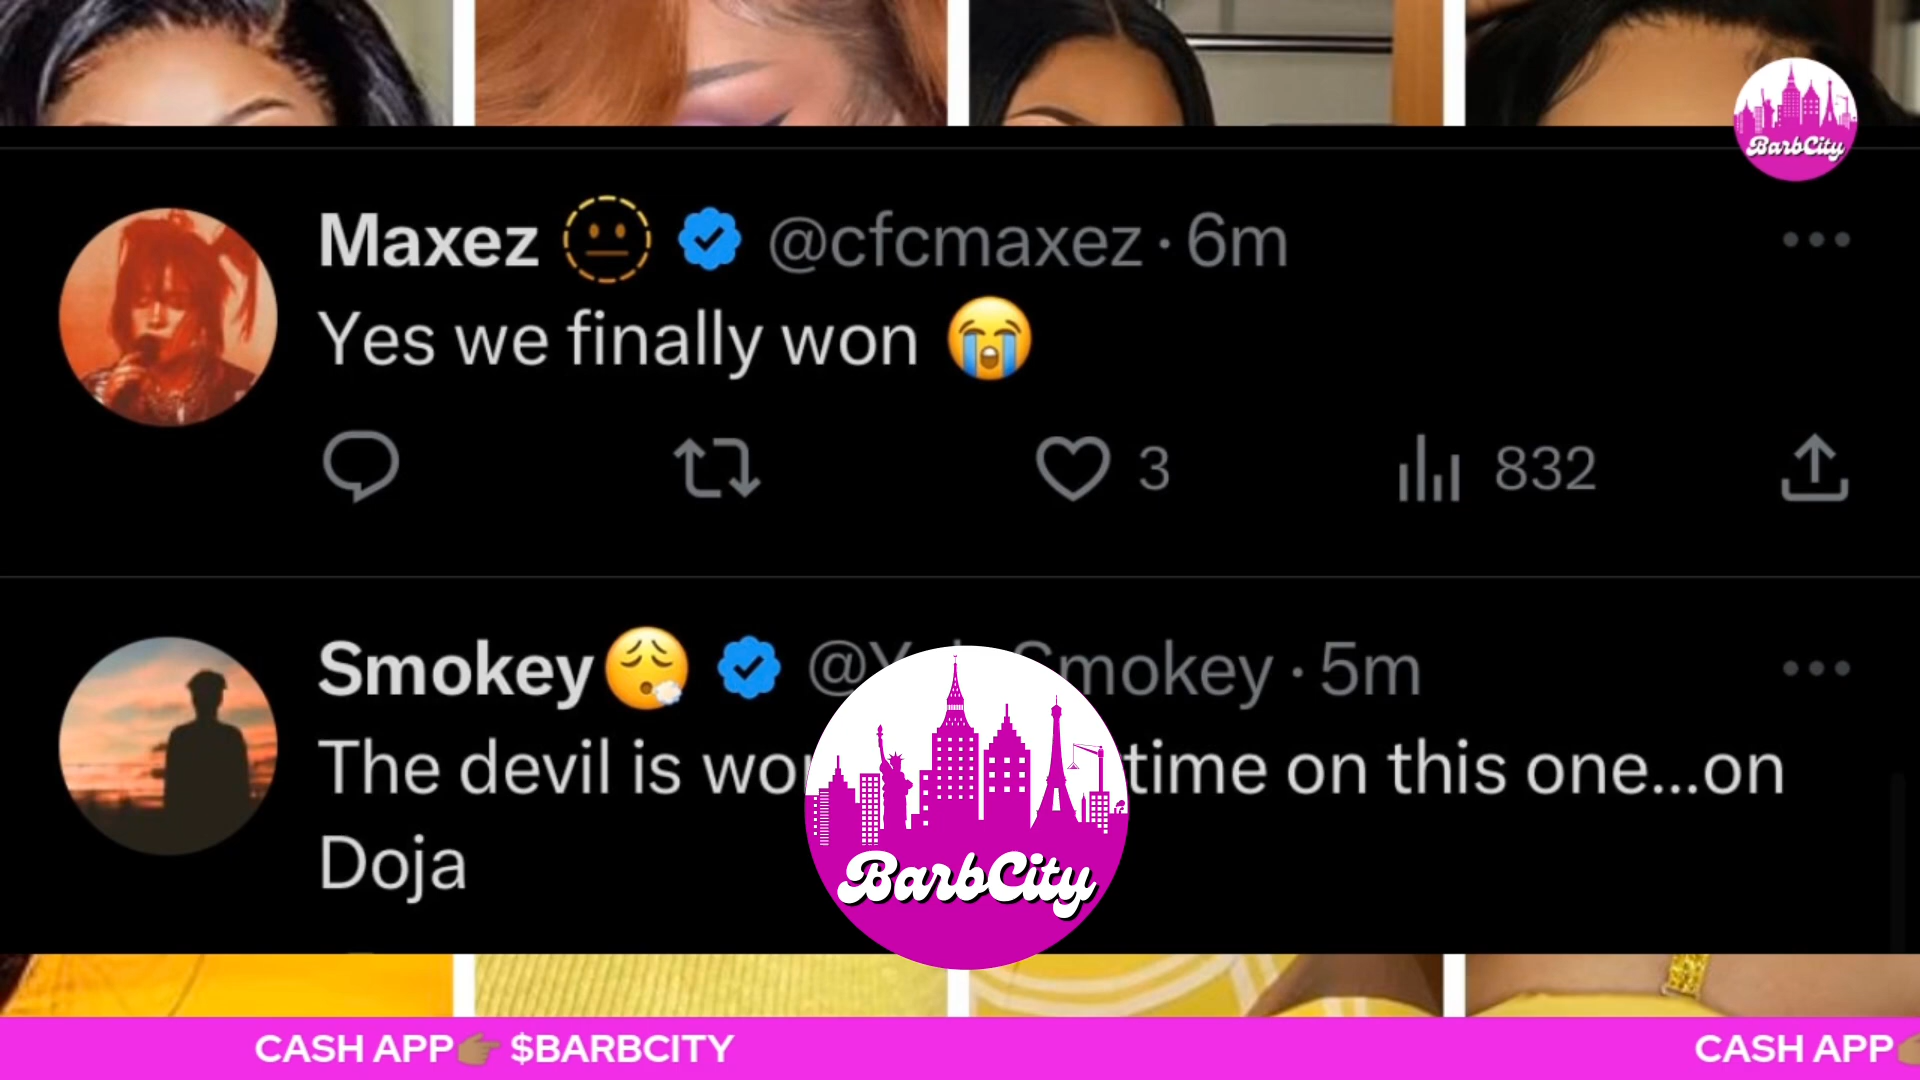 BarbCity
Maxez @cfcmaxez · 6m
Yes we finally won 😭
3 832
Smokey😮‍💨 mokey · 5m
The devil is time on this one...on
Doja
BarbCity
CASH APP👉🏽 $BARBCITY CASH APP